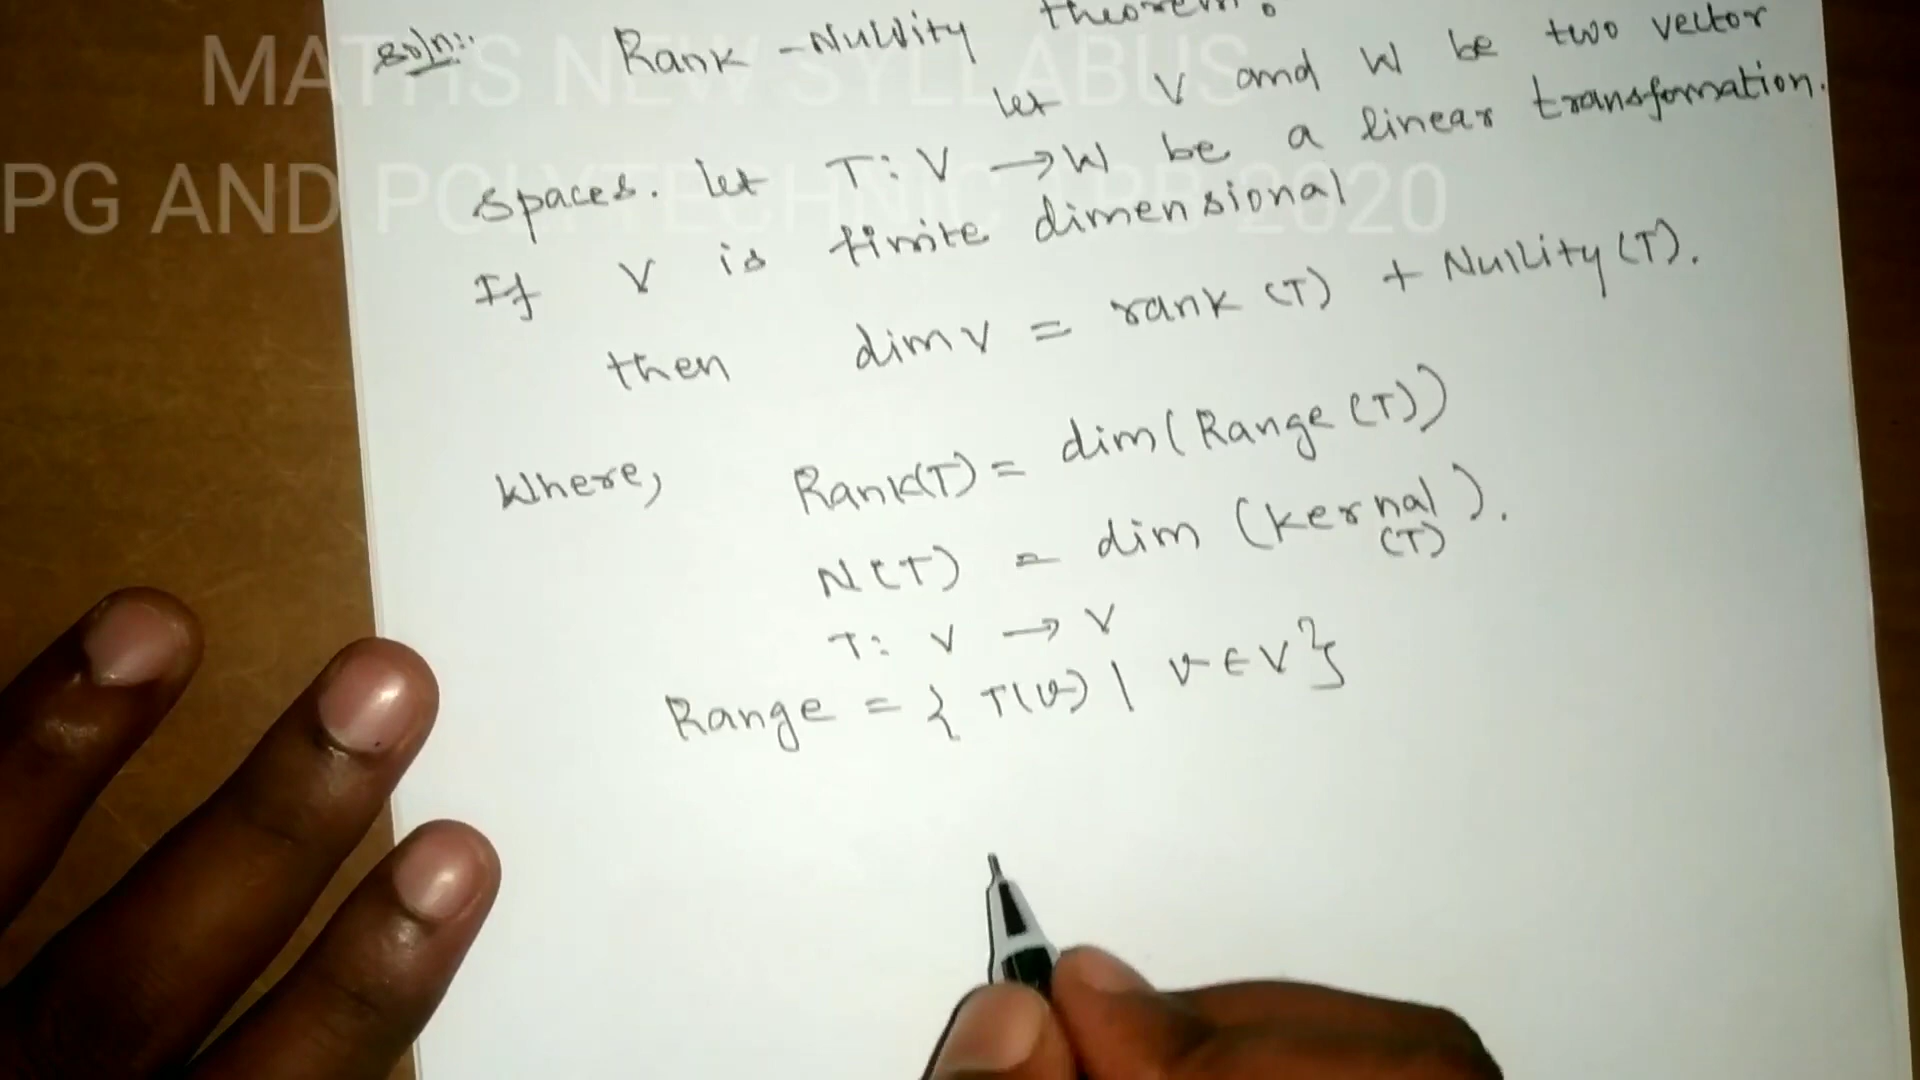 Soln:. Rank-Nullity theorem.
let V and W be two vector
spaces. let T: V → W be a linear transformation.
If V is finite dimensional
then dim V = rank (T) + Nullity (T).
Where, Rank(T) = dim (Range (T))
N(T) = dim (Kernal (T)).
T: V → V
Range = { T(v) | v ∈ V }
MATHS NEW SYLLABUS
PG AND POLYTECHNIC TRB 2020